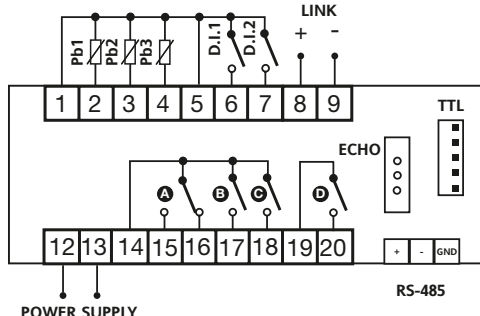 LINK
Pb1 Pb2 Pb3 D.I.1 D.I.2 + -
1 2 3 4 5 6 7 8 9
TTL
ECHO
A B C D
12 13 14 15 16 17 18 19 20
+ - GND
RS-485
POWER SUPPLY